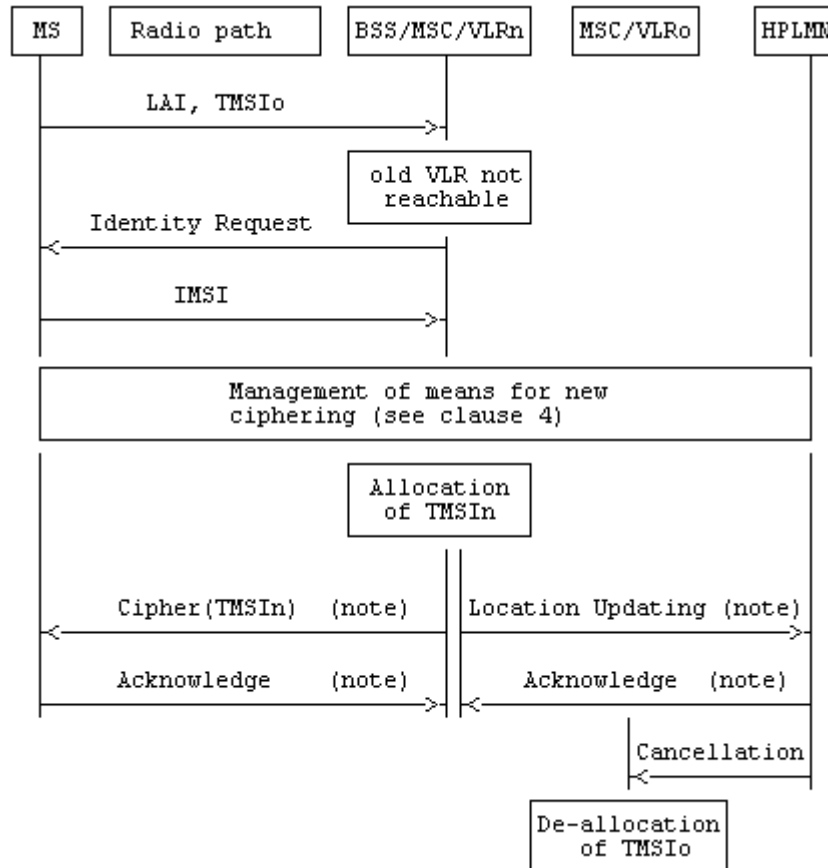 MS Radio path BSS/MSC/VLRn MSC/VLRo HPLMN
LAI, TMSIo
old VLR not
reachable
Identity Request
IMSI
Management of means for new
ciphering (see clause 4)
Allocation
of TMSIn
Cipher(TMSIn) (note) Location Updating (note)
Acknowledge (note) Acknowledge (note)
Cancellation
De-allocation
of TMSIo